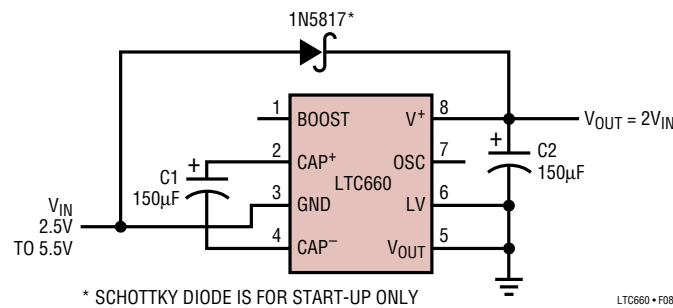 1N5817*
1 BOOST V+ 8
VOUT = 2VIN
2 CAP+ OSC 7
+ C1 150µF
LTC660
+ C2 150µF
VIN
2.5V
TO 5.5V
3 GND LV 6
4 CAP– VOUT 5
* SCHOTTKY DIODE IS FOR START-UP ONLY
LTC660 • F08